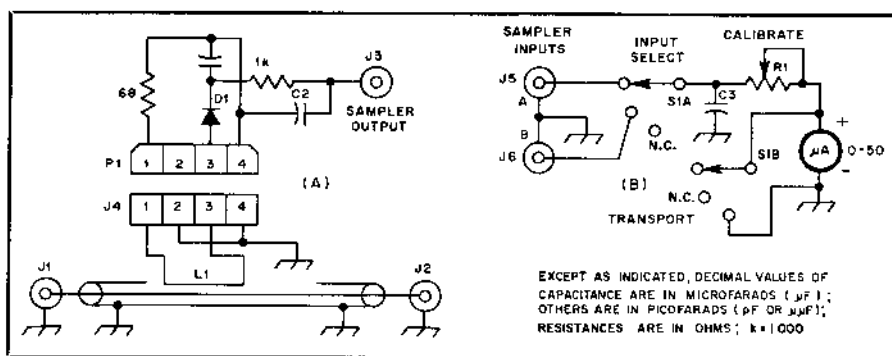 68
1k
J3
D1
C2
SAMPLER
OUTPUT
P1
1 2 3 4
(A)
J4
1 2 3 4
L1
J1
J2
SAMPLER
INPUTS
INPUT
SELECT
CALIBRATE
J5
A
S1A
C3
R1
B
J6
N.C.
S1B
+
μA
0-50
-
(B)
N.C.
TRANSPORT
EXCEPT AS INDICATED, DECIMAL VALUES OF
CAPACITANCE ARE IN MICROFARADS (μF);
OTHERS ARE IN PICOFARADS (pF OR μμF);
RESISTANCES ARE IN OHMS; k=1000